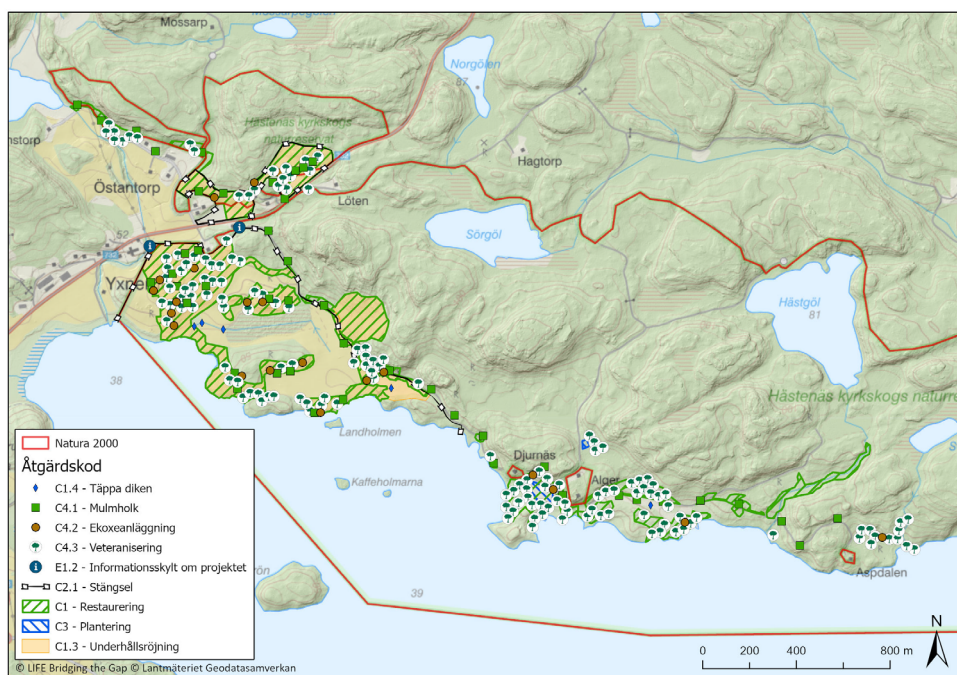 Mossarp
Norgölen
87
Hästenäs kyrkskogs
naturreservat
Hagtorp
Östantorp
Löten
52
Sörgöl
Hästgöl
81
38
Hästenäs kyrkskogs naturre
Landholmen
Djurnäs
Alger
Kaffeholmarna
39
Aspdalen
Natura 2000
Åtgärdskod
C1.4 - Täppa diken
C4.1 - Mulmholk
C4.2 - Ekoxeanläggning
C4.3 - Veteranisering
E1.2 - Informationsskylt om projektet
C2.1 - Stängsel
C1 - Restaurering
C3 - Plantering
C1.3 - Underhållsröjning
N
0 200 400 800 m
© LIFE Bridging the Gap © Lantmäteriet Geodatasamverkan